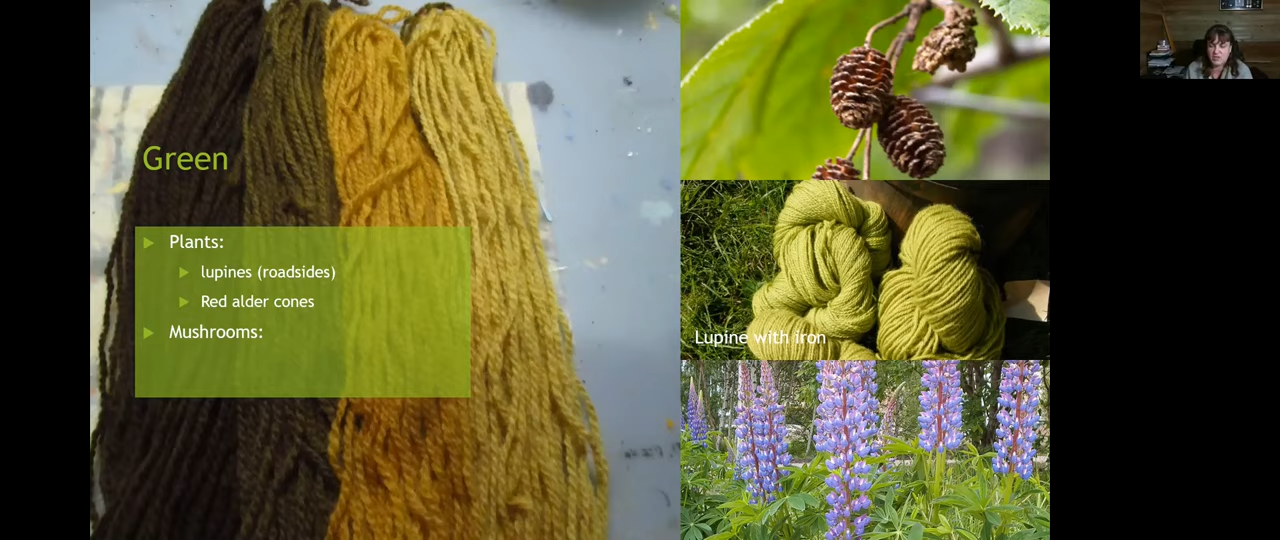 Green
Plants:
lupines (roadsides)
Red alder cones
Mushrooms:
Lupine with iron